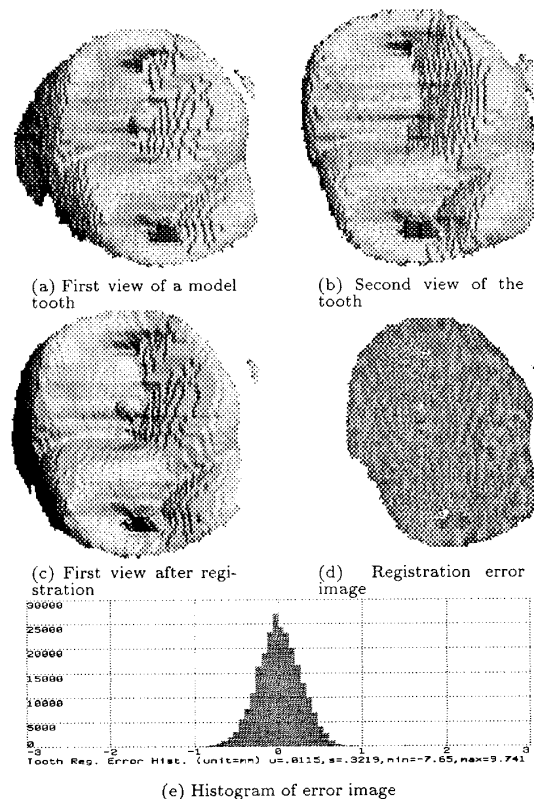 (a) First view of a model
tooth
(b) Second view of the
tooth
(c) First view after regi-
stration
(d) Registration error
image
30000
25000
20000
15000
10000
5000
0
-3 -2 -1 0 1 2 3
Tooth Reg. Error Hist. (unit=mm) u=.0115,s=.3219,min=-7.65,max=9.741
(e) Histogram of error image